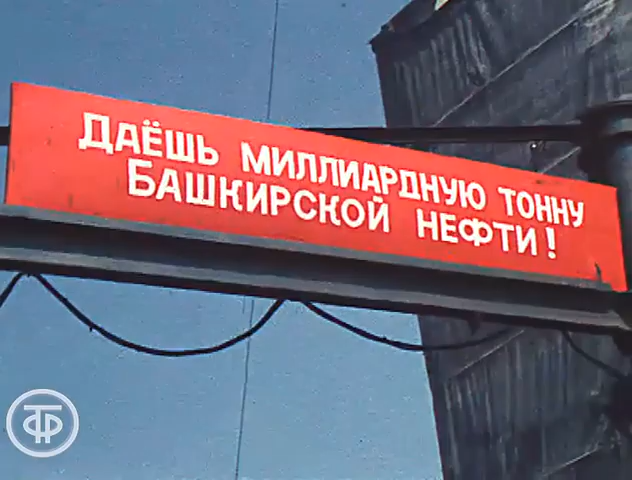 Даёшь миллиардную тонну
Башкирской нефти!